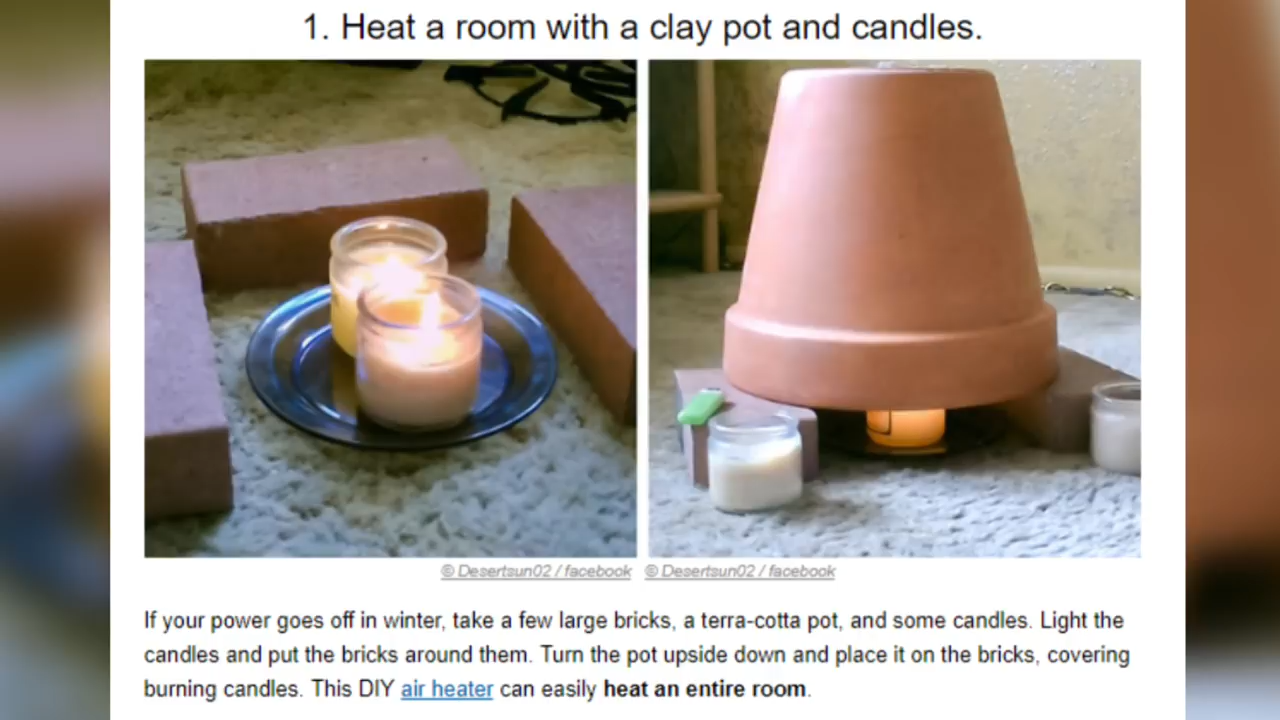 1. Heat a room with a clay pot and candles.
© Desertsun02 / facebook © Desertsun02 / facebook
If your power goes off in winter, take a few large bricks, a terra-cotta pot, and some candles. Light the
candles and put the bricks around them. Turn the pot upside down and place it on the bricks, covering
burning candles. This DIY air heater can easily heat an entire room.